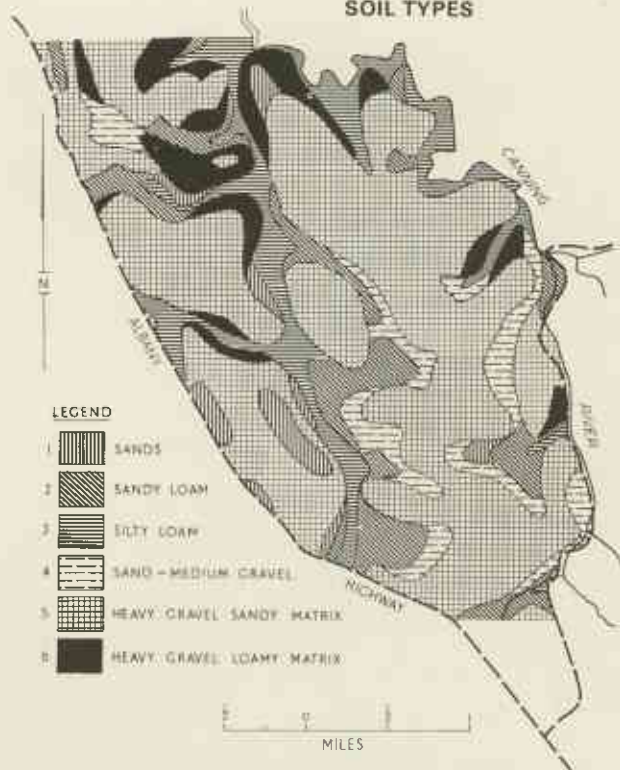 SOIL TYPES
CANNING
RIVER
N
ALBANY
HIGHWAY
LEGEND
1 SANDS
2 SANDY LOAM
3 SILTY LOAM
4 SAND – MEDIUM GRAVEL
5 HEAVY GRAVEL SANDY MATRIX
6 HEAVY GRAVEL LOAMY MATRIX
0
MILES